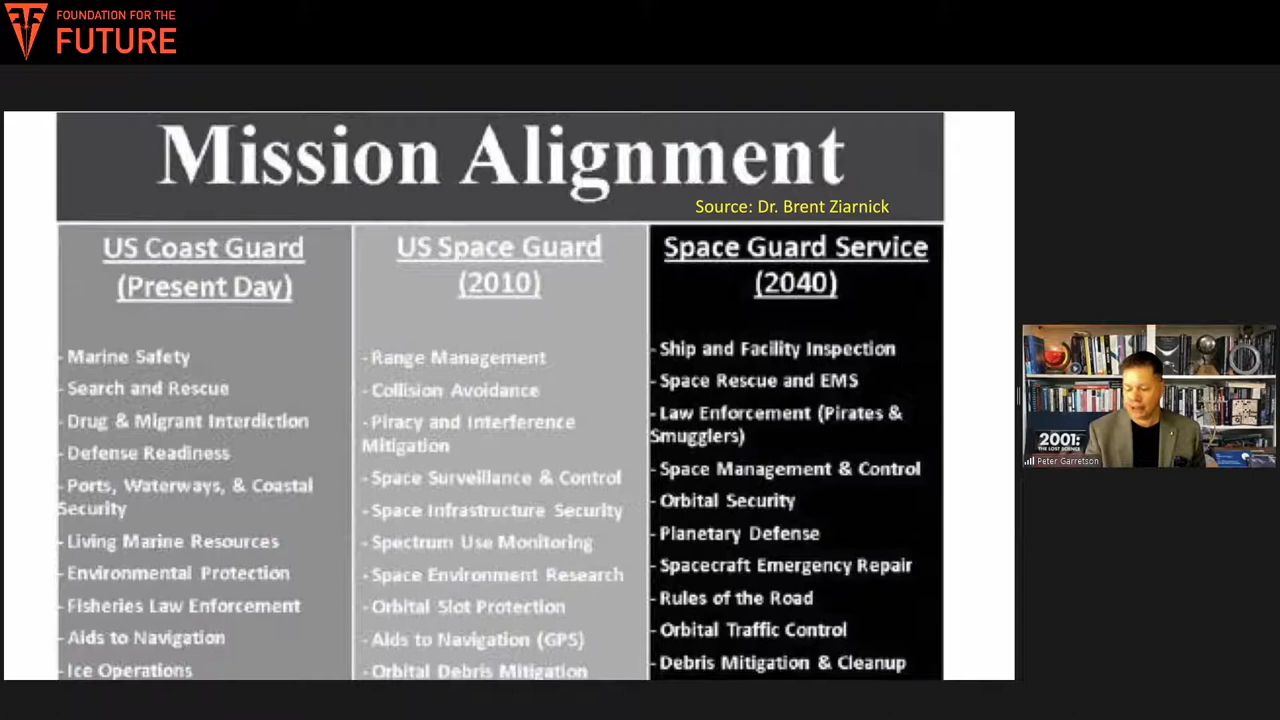 FOUNDATION FOR THE
FUTURE
Mission Alignment
Source: Dr. Brent Ziarnick
US Coast Guard
(Present Day)
- Marine Safety
- Search and Rescue
- Drug & Migrant Interdiction
- Defense Readiness
- Ports, Waterways, & Coastal
Security
- Living Marine Resources
- Environmental Protection
- Fisheries Law Enforcement
- Aids to Navigation
- Ice Operations
US Space Guard
(2010)
- Range Management
- Collision Avoidance
- Piracy and Interference
Mitigation
- Space Surveillance & Control
- Space Infrastructure Security
- Spectrum Use Monitoring
- Space Environment Research
- Orbital Slot Protection
- Aids to Navigation (GPS)
- Orbital Debris Mitigation
Space Guard Service
(2040)
- Ship and Facility Inspection
- Space Rescue and EMS
- Law Enforcement (Pirates &
Smugglers)
- Space Management & Control
- Orbital Security
- Planetary Defense
- Spacecraft Emergency Repair
- Rules of the Road
- Orbital Traffic Control
- Debris Mitigation & Cleanup
2001:
THE LOST SCIENCE
Peter Garretson